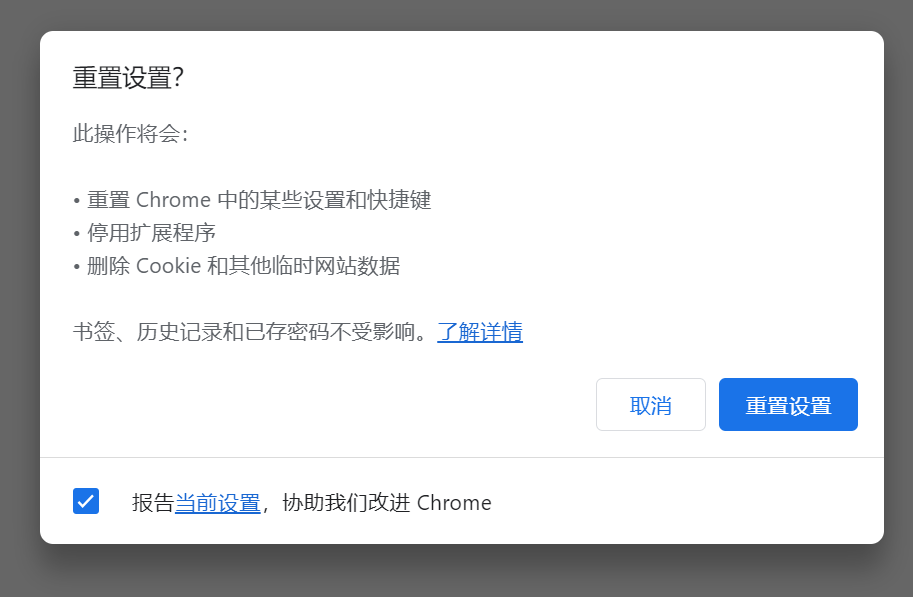 重置设置?
此操作将会：
• 重置 Chrome 中的某些设置和快捷键
• 停用扩展程序
• 删除 Cookie 和其他临时网站数据
书签、历史记录和已存密码不受影响。了解详情
取消
重置设置
报告当前设置，协助我们改进 Chrome